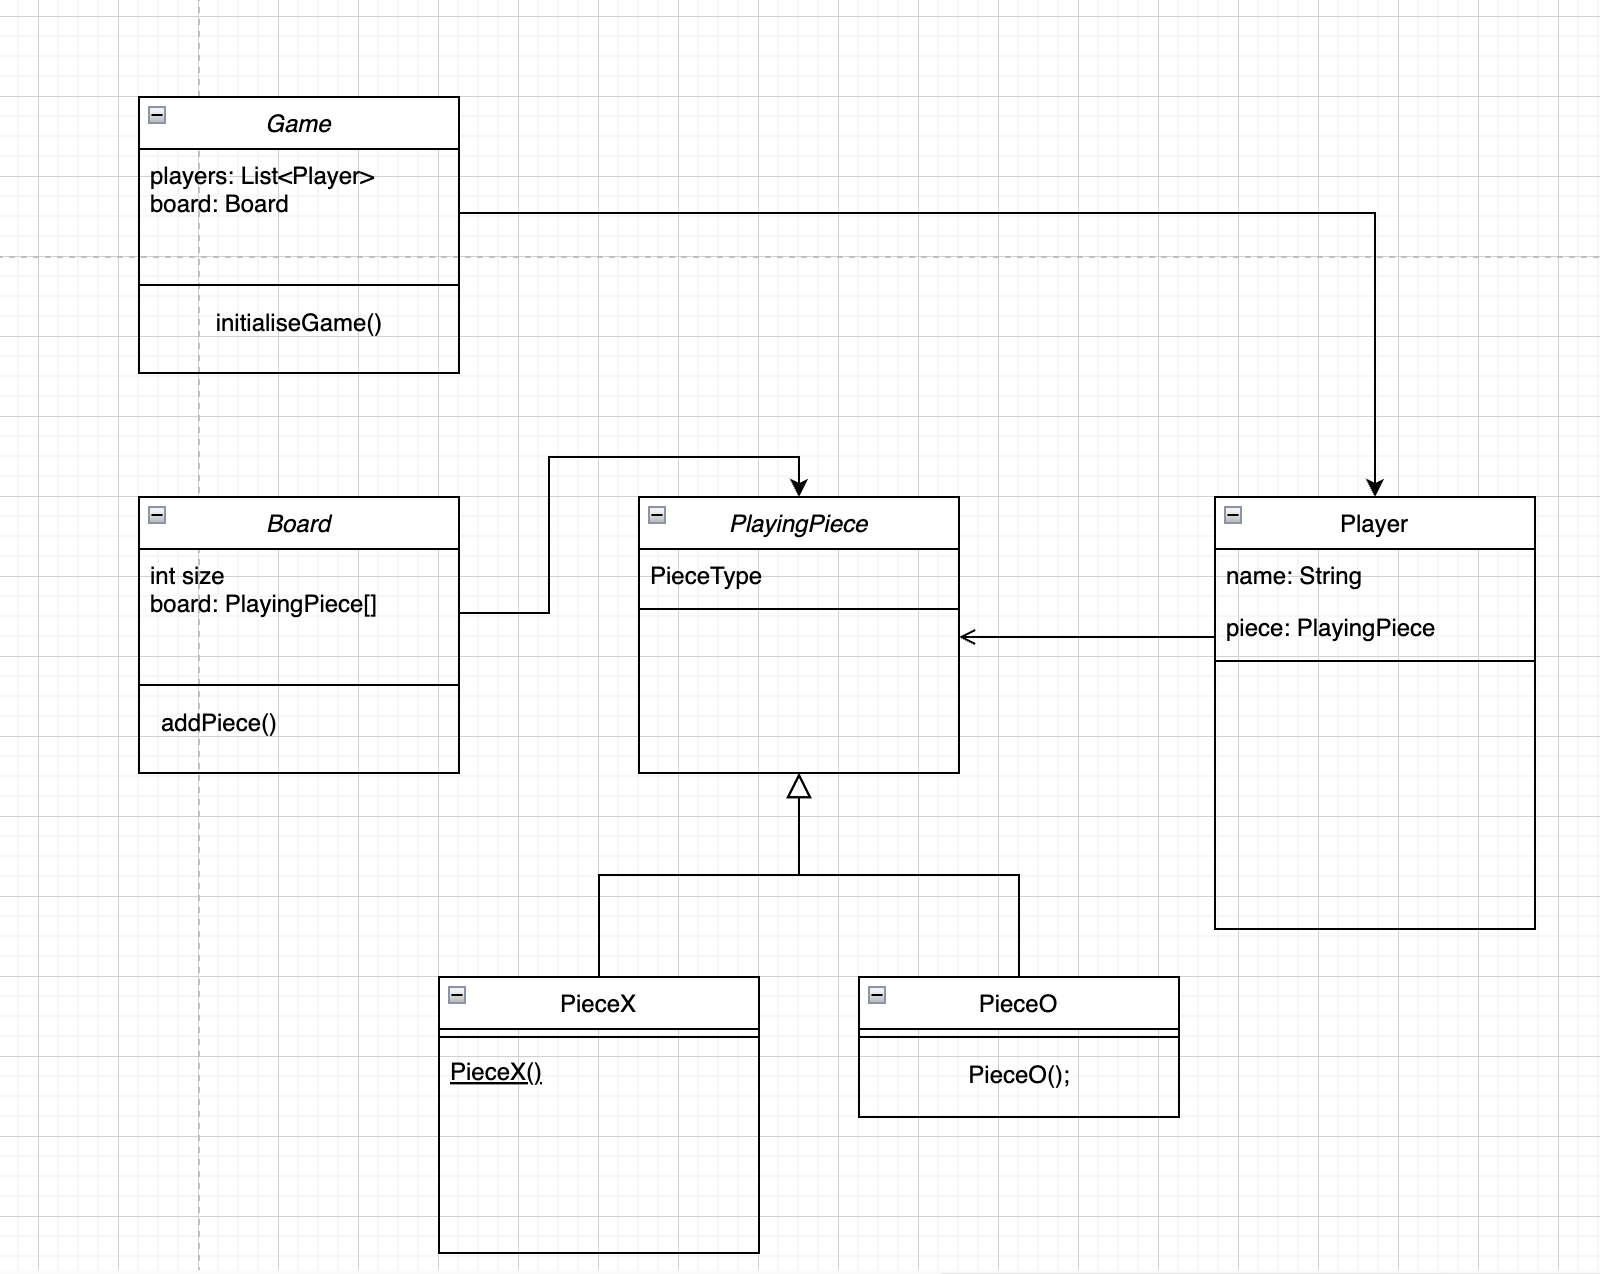 Game
players: List<Player>
board: Board
initialiseGame()
Board
int size
board: PlayingPiece[]
addPiece()
PlayingPiece
PieceType
Player
name: String
piece: PlayingPiece
PieceX
PieceX()
PieceO
PieceO();